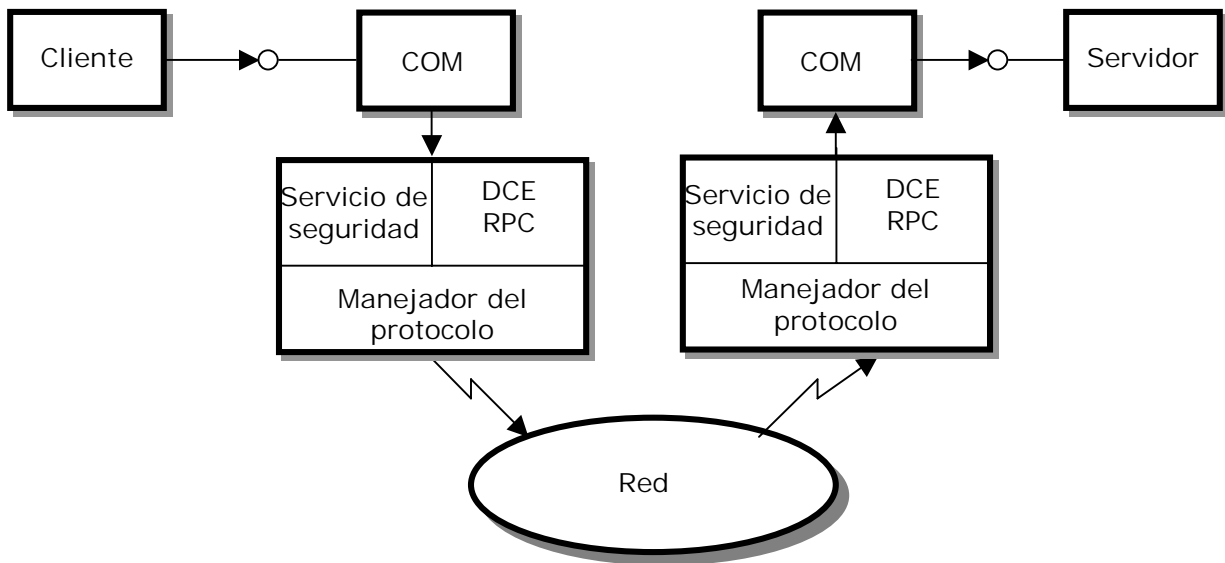 Cliente
COM
COM
Servidor
Servicio de
seguridad
DCE
RPC
Manejador del
protocolo
Servicio de
seguridad
DCE
RPC
Manejador del
protocolo
Red